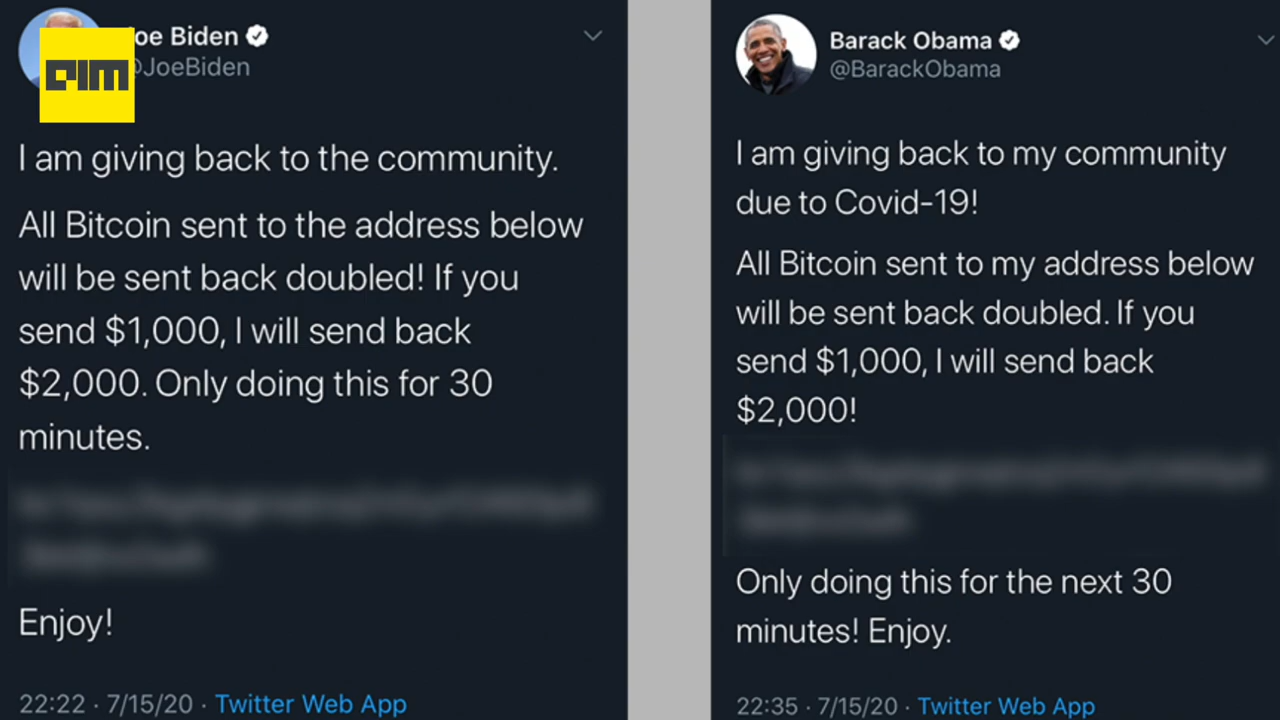 AIM
Joe Biden
@JoeBiden
I am giving back to the community.
All Bitcoin sent to the address below
will be sent back doubled! If you
send $1,000, I will send back
$2,000. Only doing this for 30
minutes.
Enjoy!
22:22 · 7/15/20 · Twitter Web App
Barack Obama
@BarackObama
I am giving back to my community
due to Covid-19!
All Bitcoin sent to my address below
will be sent back doubled. If you
send $1,000, I will send back
$2,000!
Only doing this for the next 30
minutes! Enjoy.
22:35 · 7/15/20 · Twitter Web App